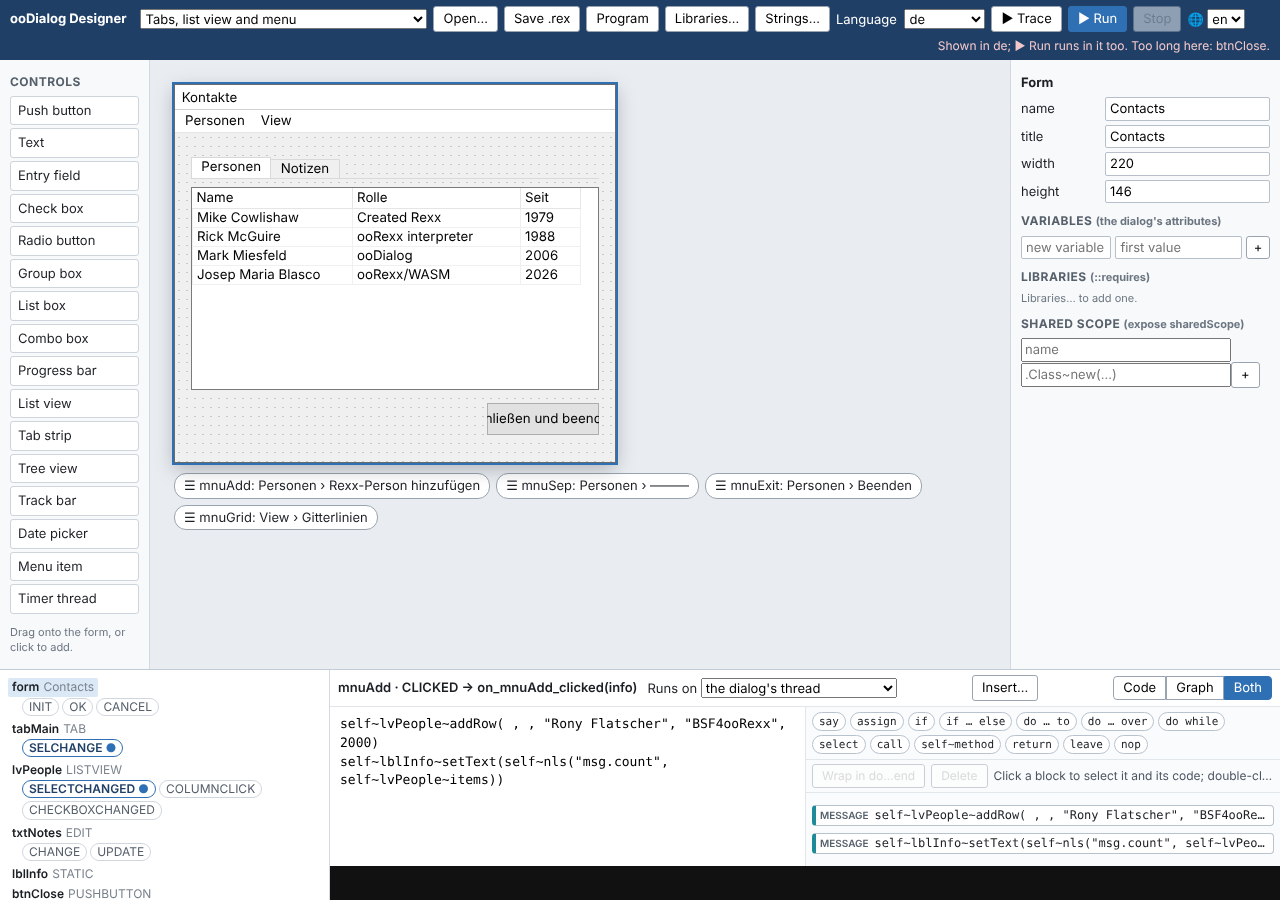 ooDialog Designer
Tabs, list view and menu
Open...
Save .rex
Program
Libraries...
Strings...
Language
de
▶ Trace
▶ Run
Stop
🌐
en
Shown in de; ▶ Run runs in it too. Too long here: btnClose.
CONTROLS
Push button
Text
Entry field
Check box
Radio button
Group box
List box
Combo box
Progress bar
List view
Tab strip
Tree view
Track bar
Date picker
Menu item
Timer thread
Drag onto the form, or
click to add.
Kontakte
Personen View
Personen Notizen
Name Rolle Seit
Mike Cowlishaw Created Rexx 1979
Rick McGuire ooRexx interpreter 1988
Mark Miesfeld ooDialog 2006
Josep Maria Blasco ooRexx/WASM 2026
ließen und been
☰ mnuAdd: Personen › Rexx-Person hinzufügen
☰ mnuSep: Personen › ────
☰ mnuExit: Personen › Beenden
☰ mnuGrid: View › Gitterlinien
Form
name Contacts
title Contacts
width 220
height 146
VARIABLES (the dialog's attributes)
new variable first value +
LIBRARIES (::requires)
Libraries... to add one.
SHARED SCOPE (expose sharedScope)
name
.Class~new(...) +
form Contacts
INIT OK CANCEL
tabMain TAB
SELCHANGE ●
lvPeople LISTVIEW
SELECTCHANGED ● COLUMNCLICK
CHECKBOXCHANGED
txtNotes EDIT
CHANGE UPDATE
lblInfo STATIC
btnClose PUSHBUTTON
mnuAdd · CLICKED → on_mnuAdd_clicked(info) Runs on the dialog's thread
Insert...
Code Graph Both
self~lvPeople~addRow( , , "Rony Flatscher", "BSF4ooRexx",
2000)
self~lblInfo~setText(self~nls("msg.count",
self~lvPeople~items))
say assign if if … else do … to do … over do while
select call self~method return leave nop
Wrap in do...end Delete Click a block to select it and its code; double-cl...
MESSAGE self~lvPeople~addRow( , , "Rony Flatscher", "BSF4ooRe...
MESSAGE self~lblInfo~setText(self~nls("msg.count", self~lvPeo...